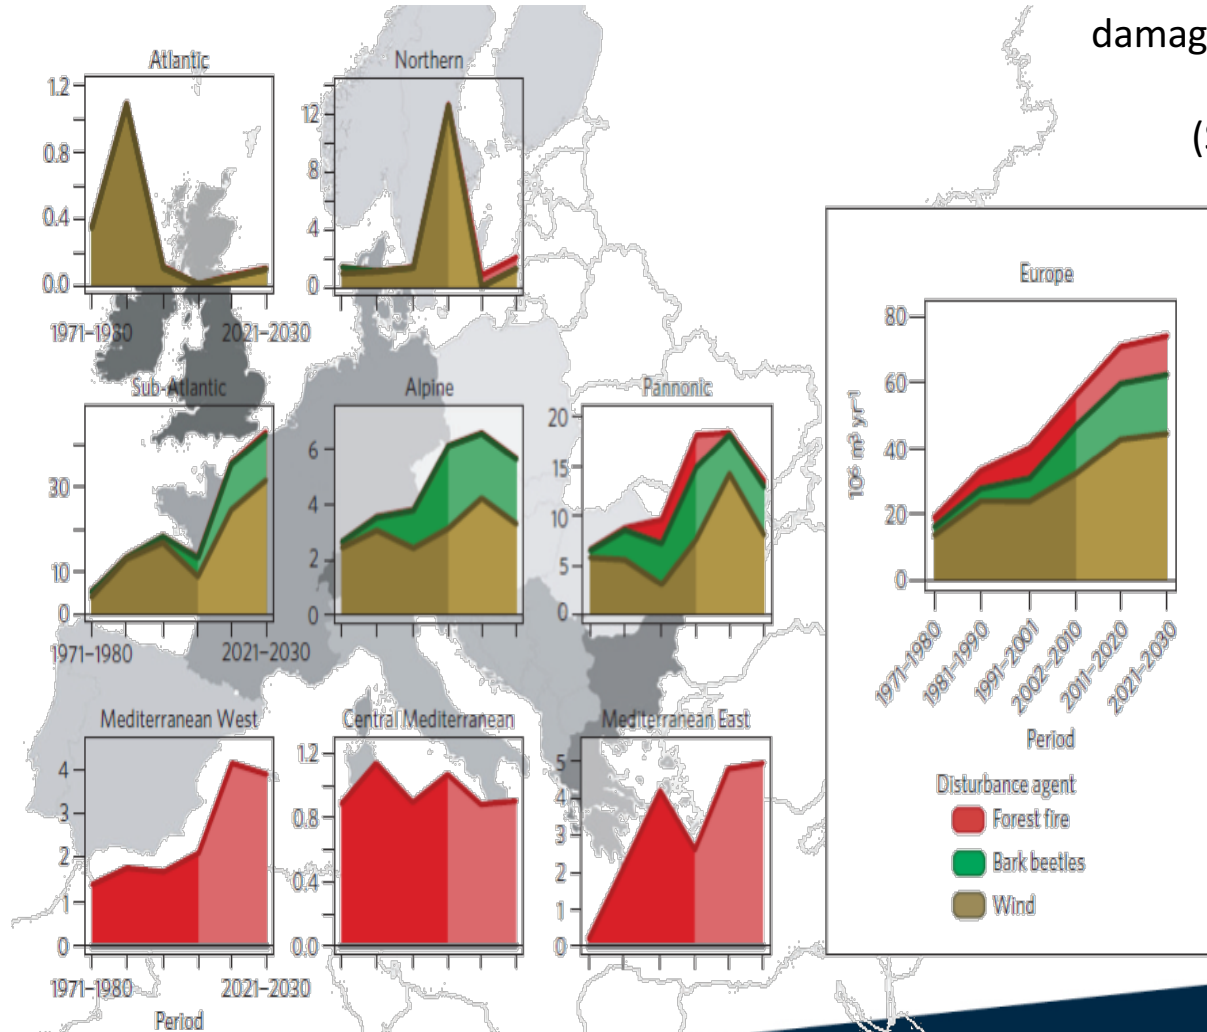 damag
(S
Atlantic
1.2
0.8
0.4
0.0
1971–1980
2021–2030
Northern
12
8
4
0
Sub-Atlantic
30
10
0
1971–1980
2021–2030
Alpine
6
4
2
0
Pannonic
20
15
10
5
0
Mediterranean West
4
3
2
1
0
1971–1980
2021–2030
Period
Central Mediterranean
1.2
0.8
0.4
0.0
Mediterranean East
5
4
3
2
1
0
Europe
80
60
40
20
0
10⁶ m³ yr⁻¹
1971–1980
1981–1990
1991–2001
2002–2010
2011–2020
2021–2030
Period
Disturbance agent
Forest fire
Bark beetles
Wind